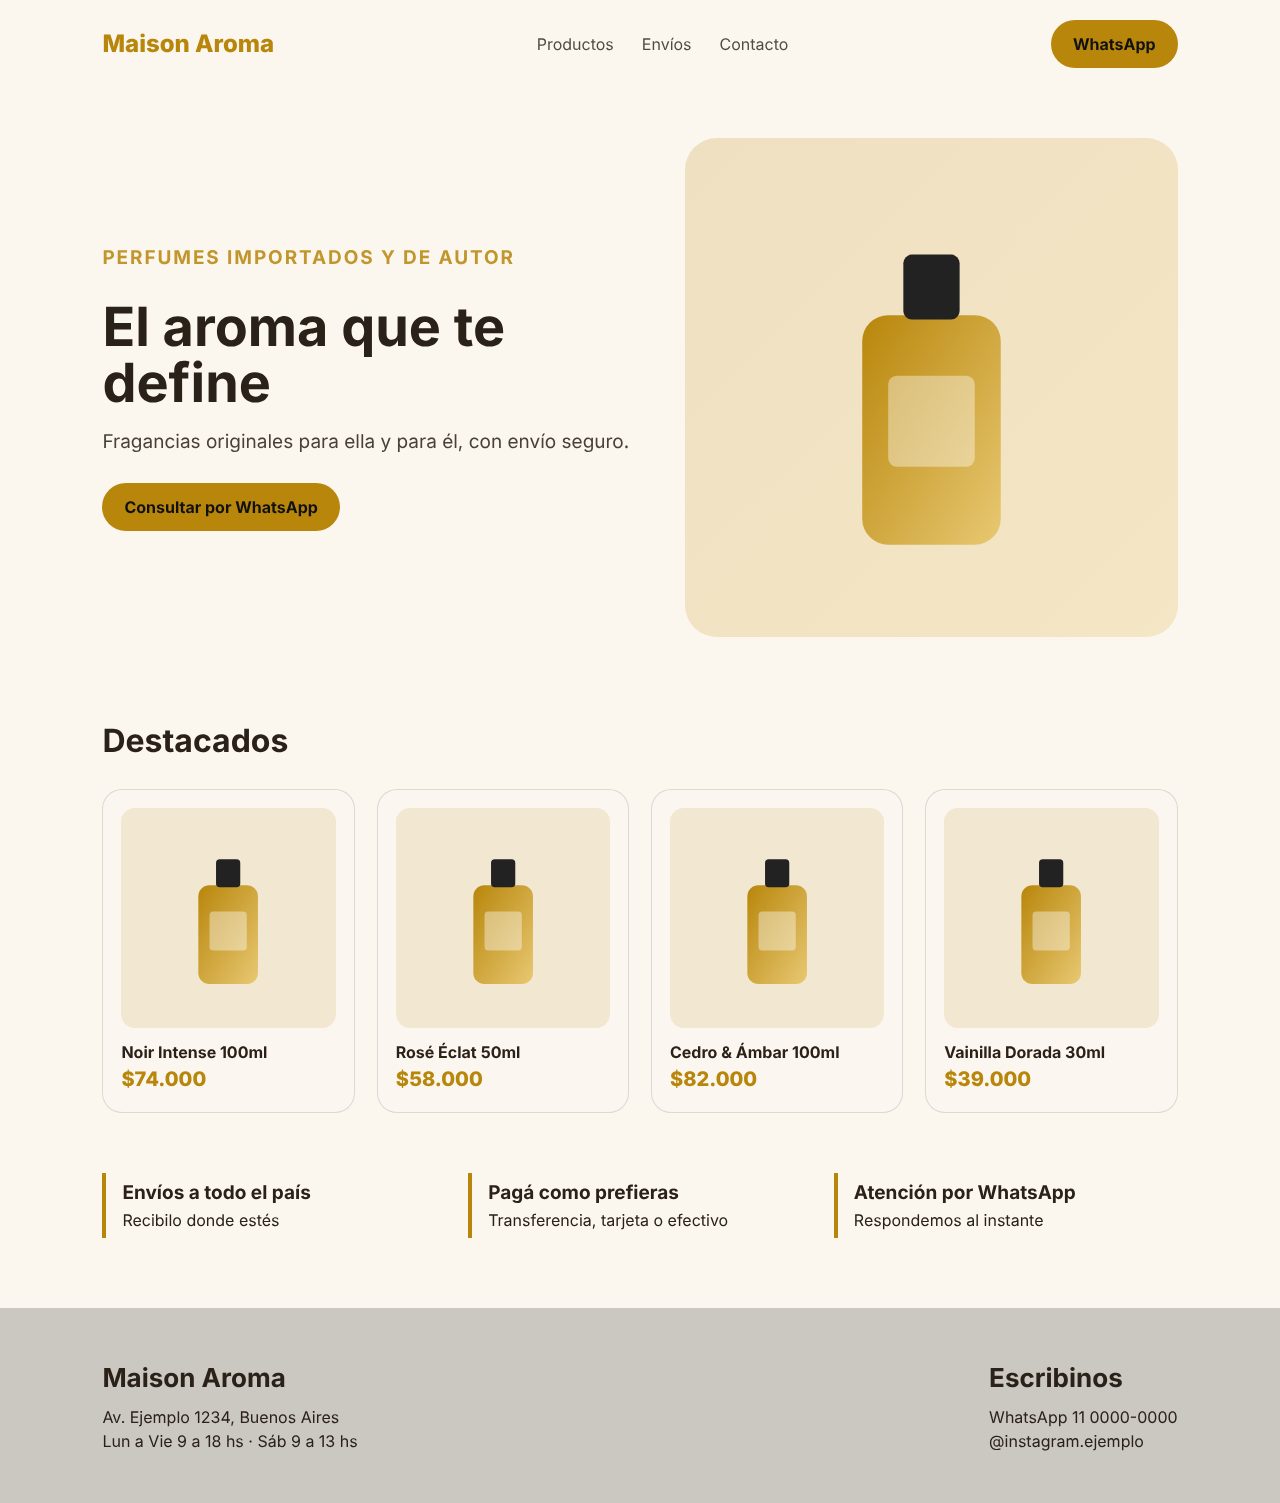 Maison Aroma
Productos
Envíos
Contacto
WhatsApp
PERFUMES IMPORTADOS Y DE AUTOR
El aroma que te
define
Fragancias originales para ella y para él, con envío seguro.
Consultar por WhatsApp
Destacados
Noir Intense 100ml
$74.000
Rosé Éclat 50ml
$58.000
Cedro & Ámbar 100ml
$82.000
Vainilla Dorada 30ml
$39.000
Envíos a todo el país
Recibilo donde estés
Pagá como prefieras
Transferencia, tarjeta o efectivo
Atención por WhatsApp
Respondemos al instante
Maison Aroma
Av. Ejemplo 1234, Buenos Aires
Lun a Vie 9 a 18 hs · Sáb 9 a 13 hs
Escribinos
WhatsApp 11 0000-0000
@instagram.ejemplo